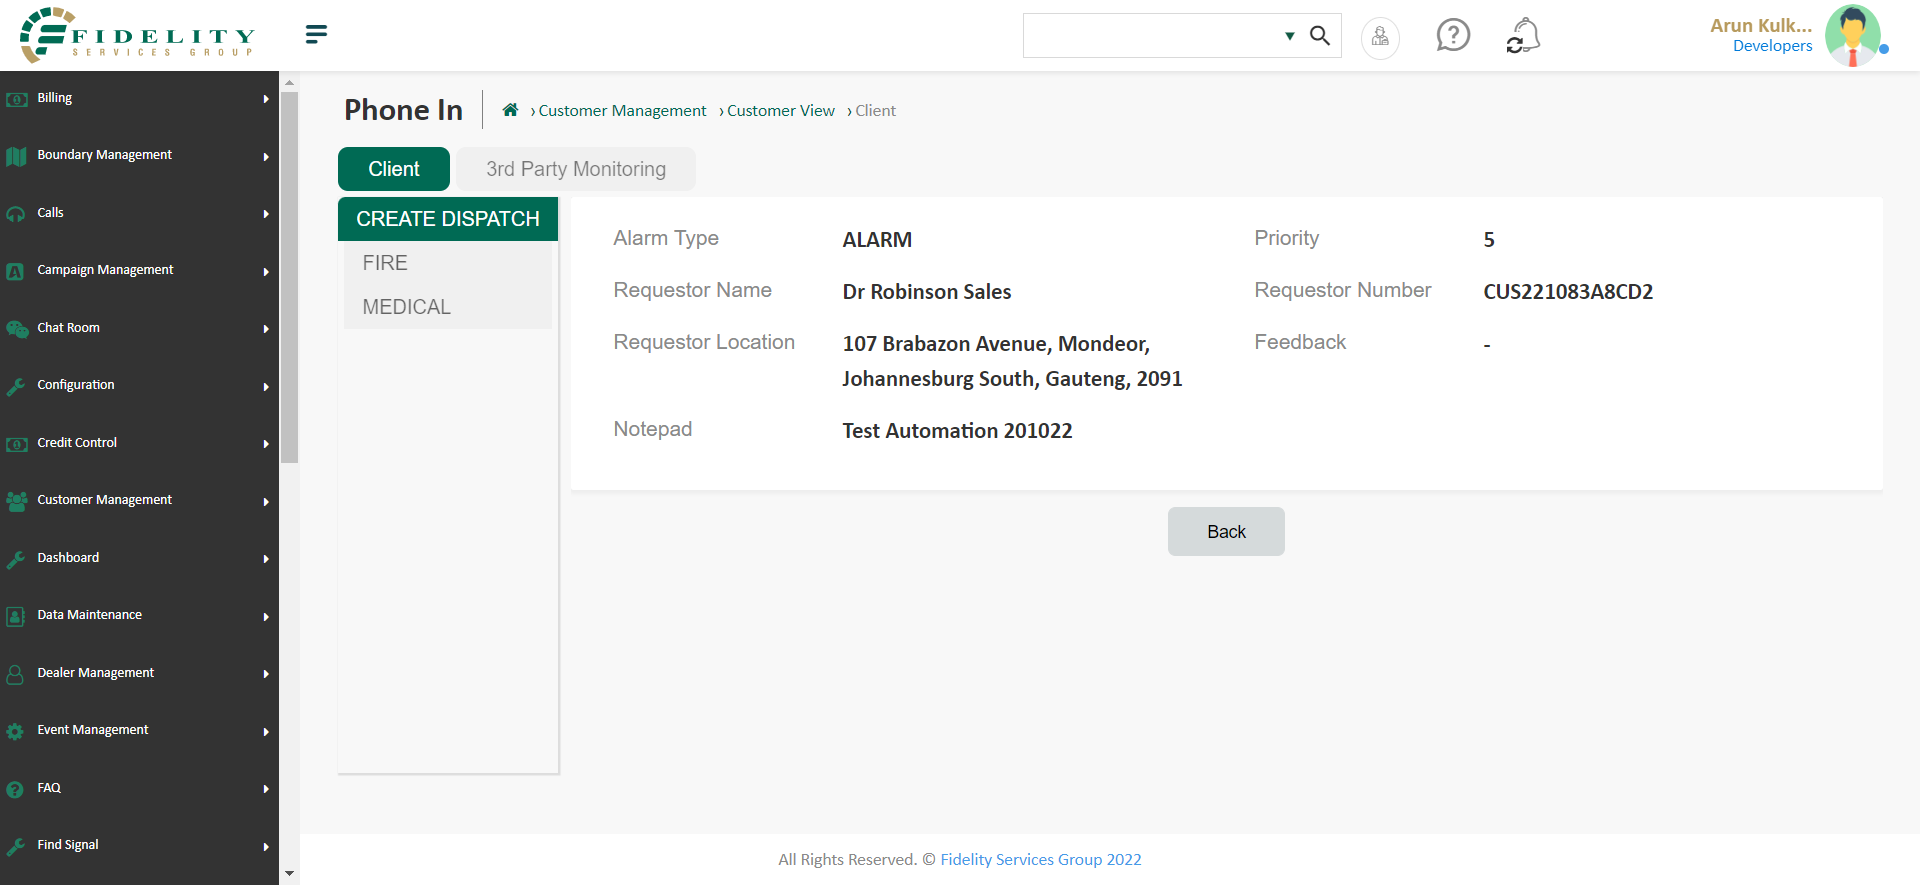 FIDELITY
SERVICES GROUP
Arun Kulk...
Developers
Billing
Boundary Management
Calls
Campaign Management
Chat Room
Configuration
Credit Control
Customer Management
Dashboard
Data Maintenance
Dealer Management
Event Management
FAQ
Find Signal
Phone In
› Customer Management › Customer View › Client
Client
3rd Party Monitoring
CREATE DISPATCH
FIRE
MEDICAL
Alarm Type ALARM Priority 5
Requestor Name Dr Robinson Sales Requestor Number CUS221083A8CD2
Requestor Location 107 Brabazon Avenue, Mondeor, Feedback -
Johannesburg South, Gauteng, 2091
Notepad Test Automation 201022
Back
All Rights Reserved. © Fidelity Services Group 2022